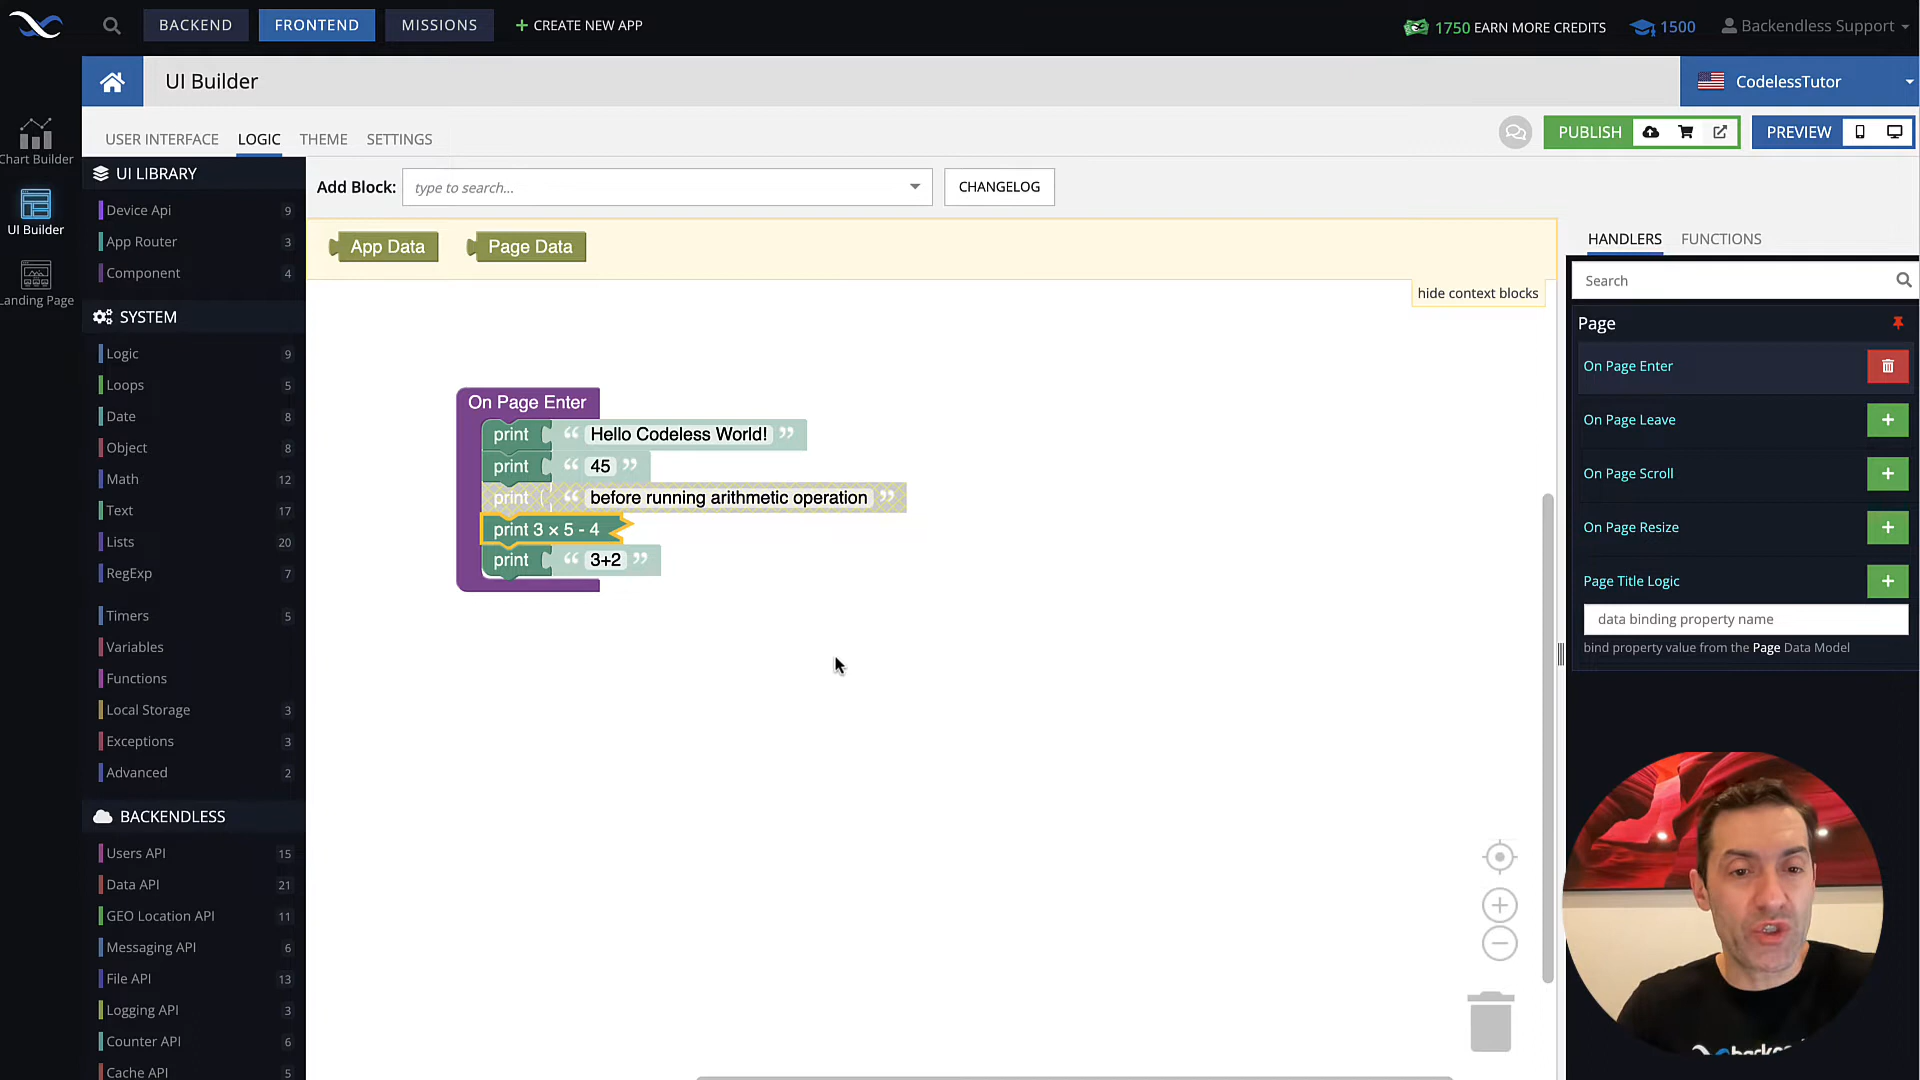 BACKEND
FRONTEND
MISSIONS
+ CREATE NEW APP
1750 EARN MORE CREDITS
1500
Backendless Support
UI Builder
CodelessTutor
USER INTERFACE
LOGIC
THEME
SETTINGS
PUBLISH
PREVIEW
Chart Builder
UI Builder
Landing Page
UI LIBRARY
Device Api 9
App Router 3
Component 4
SYSTEM
Logic 9
Loops 5
Date 8
Object 8
Math 12
Text 17
Lists 20
RegExp 7
Timers 5
Variables
Functions
Local Storage 3
Exceptions 3
Advanced 2
BACKENDLESS
Users API 15
Data API 21
GEO Location API 11
Messaging API 6
File API 13
Logging API 3
Counter API 6
Cache API 5
Add Block: type to search...
CHANGELOG
App Data
Page Data
hide context blocks
On Page Enter
print “ Hello Codeless World! ”
print “ 45 ”
print “ before running arithmetic operation ”
print 3 × 5 - 4
print “ 3+2 ”
HANDLERS
FUNCTIONS
Search
Page
On Page Enter
On Page Leave
On Page Scroll
On Page Resize
Page Title Logic
data binding property name
bind property value from the Page Data Model